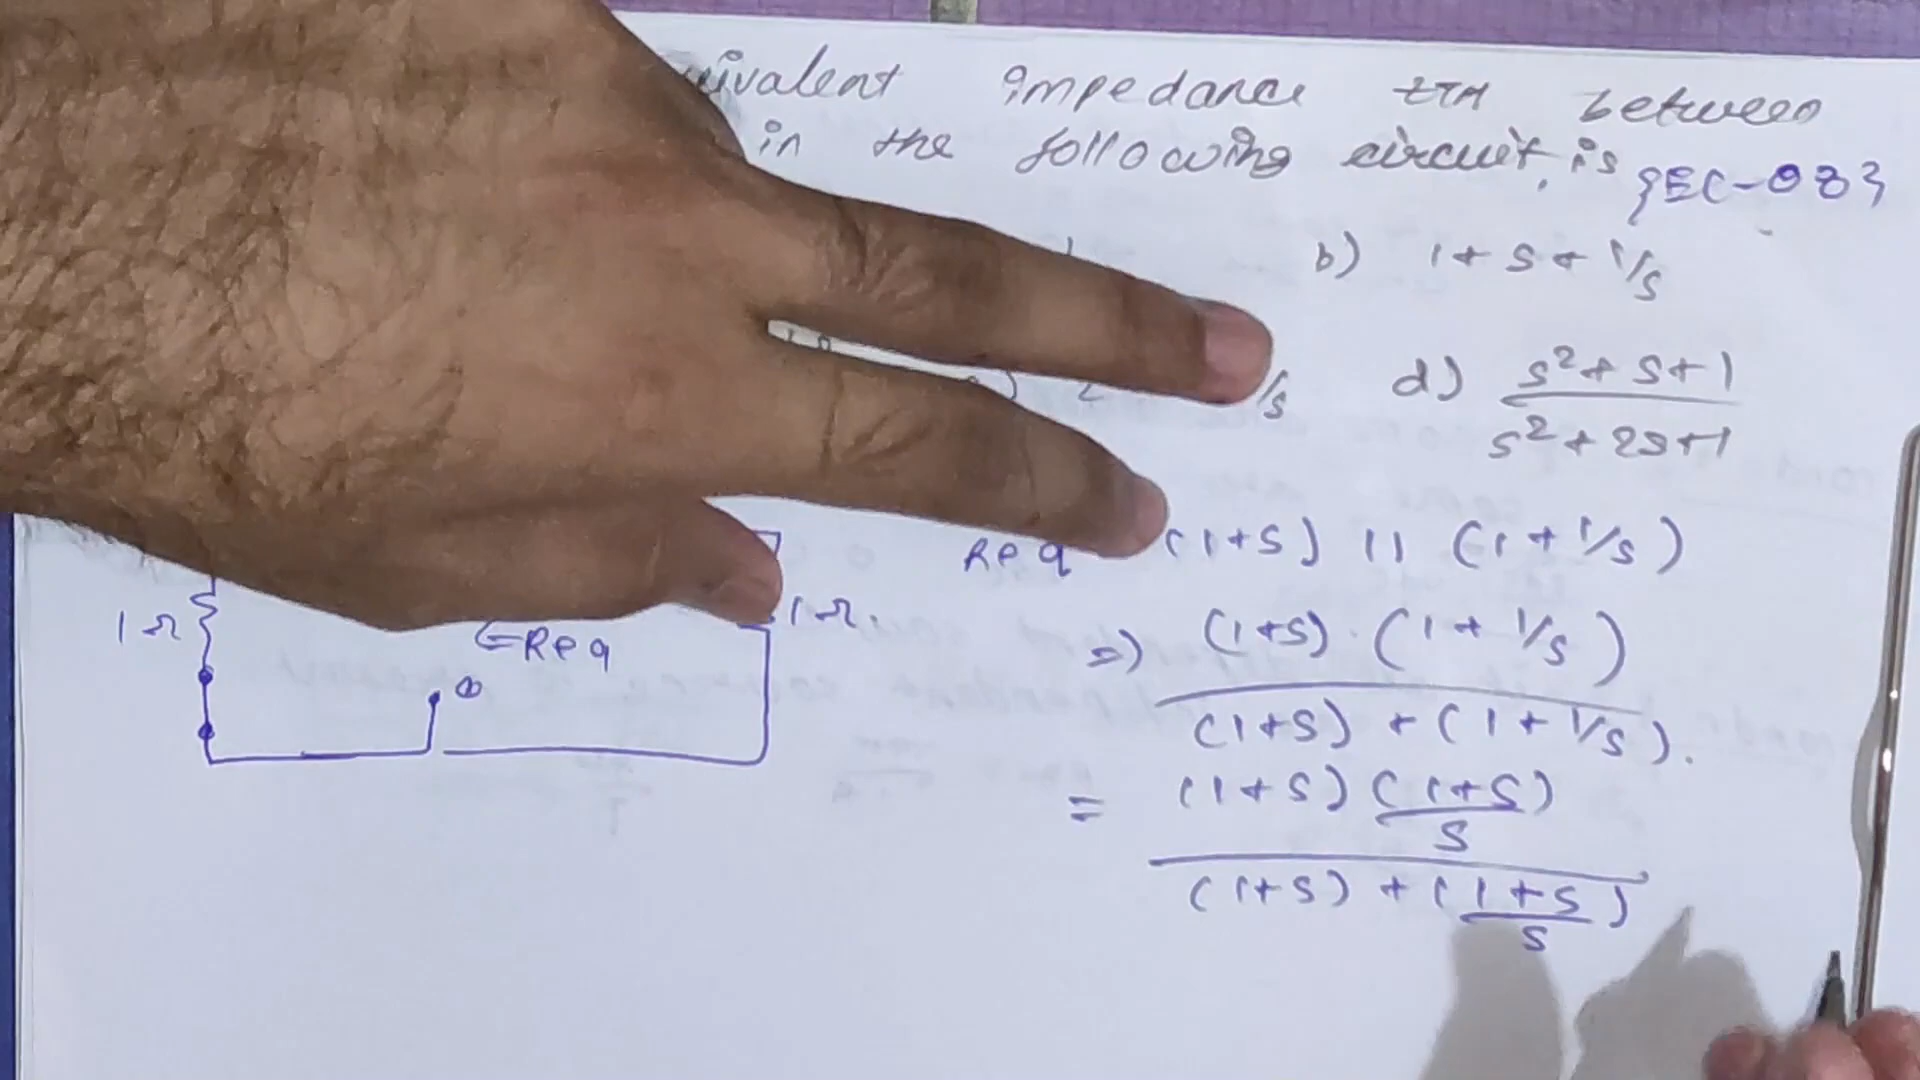 impedance ZTH between
in the following circuit, is {EC-08}
b) 1 + S + 1/S
d) s²+s+1 / s²+2s+1
Req (1+S) || (1 + 1/S)
=) (1+S) · (1 + 1/S) / (1+S) + (1 + 1/S).
= (1+S) (1+S)/S / (1+S) + (1+S)/S
1Ω
1Ω.
Req